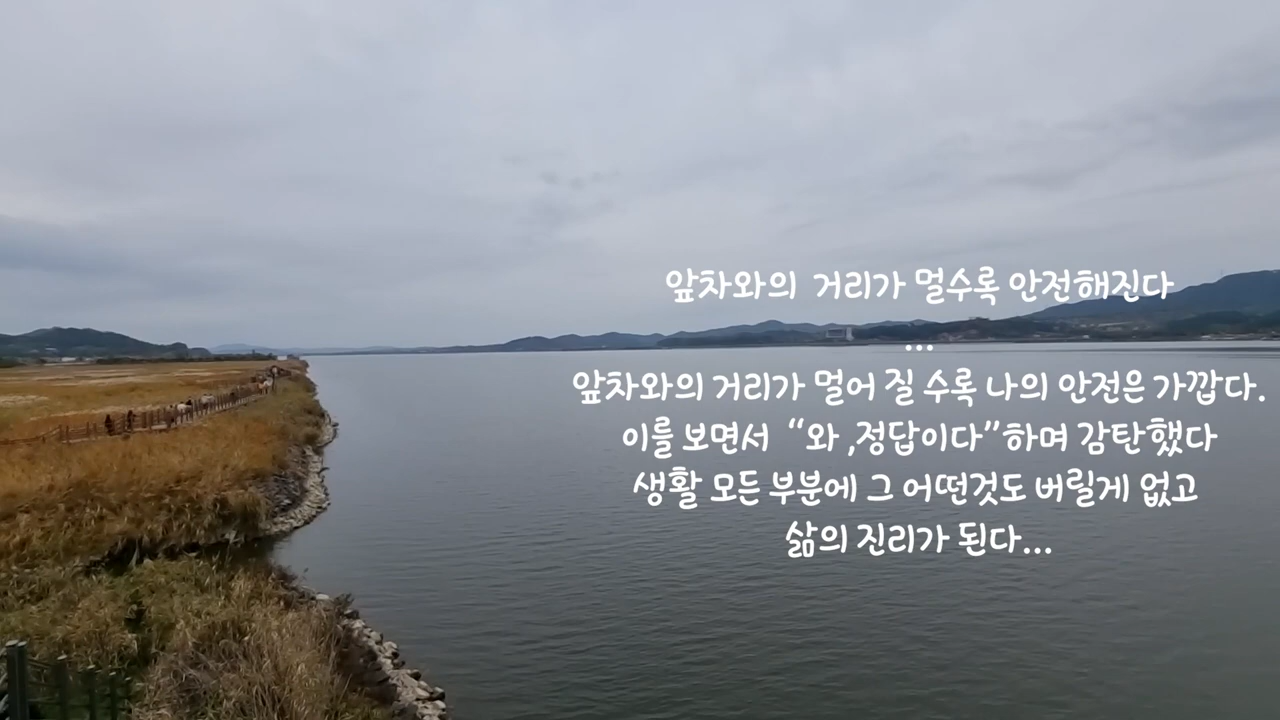 앞차와의 거리가 멀수록 안전해진다
...
앞차와의 거리가 멀어 질 수록 나의 안전은 가깝다.
이를 보면서 “와 ,정답이다”하며 감탄했다
생활 모든 부분에 그 어떤것도 버릴게 없고
삶의 진리가 된다...